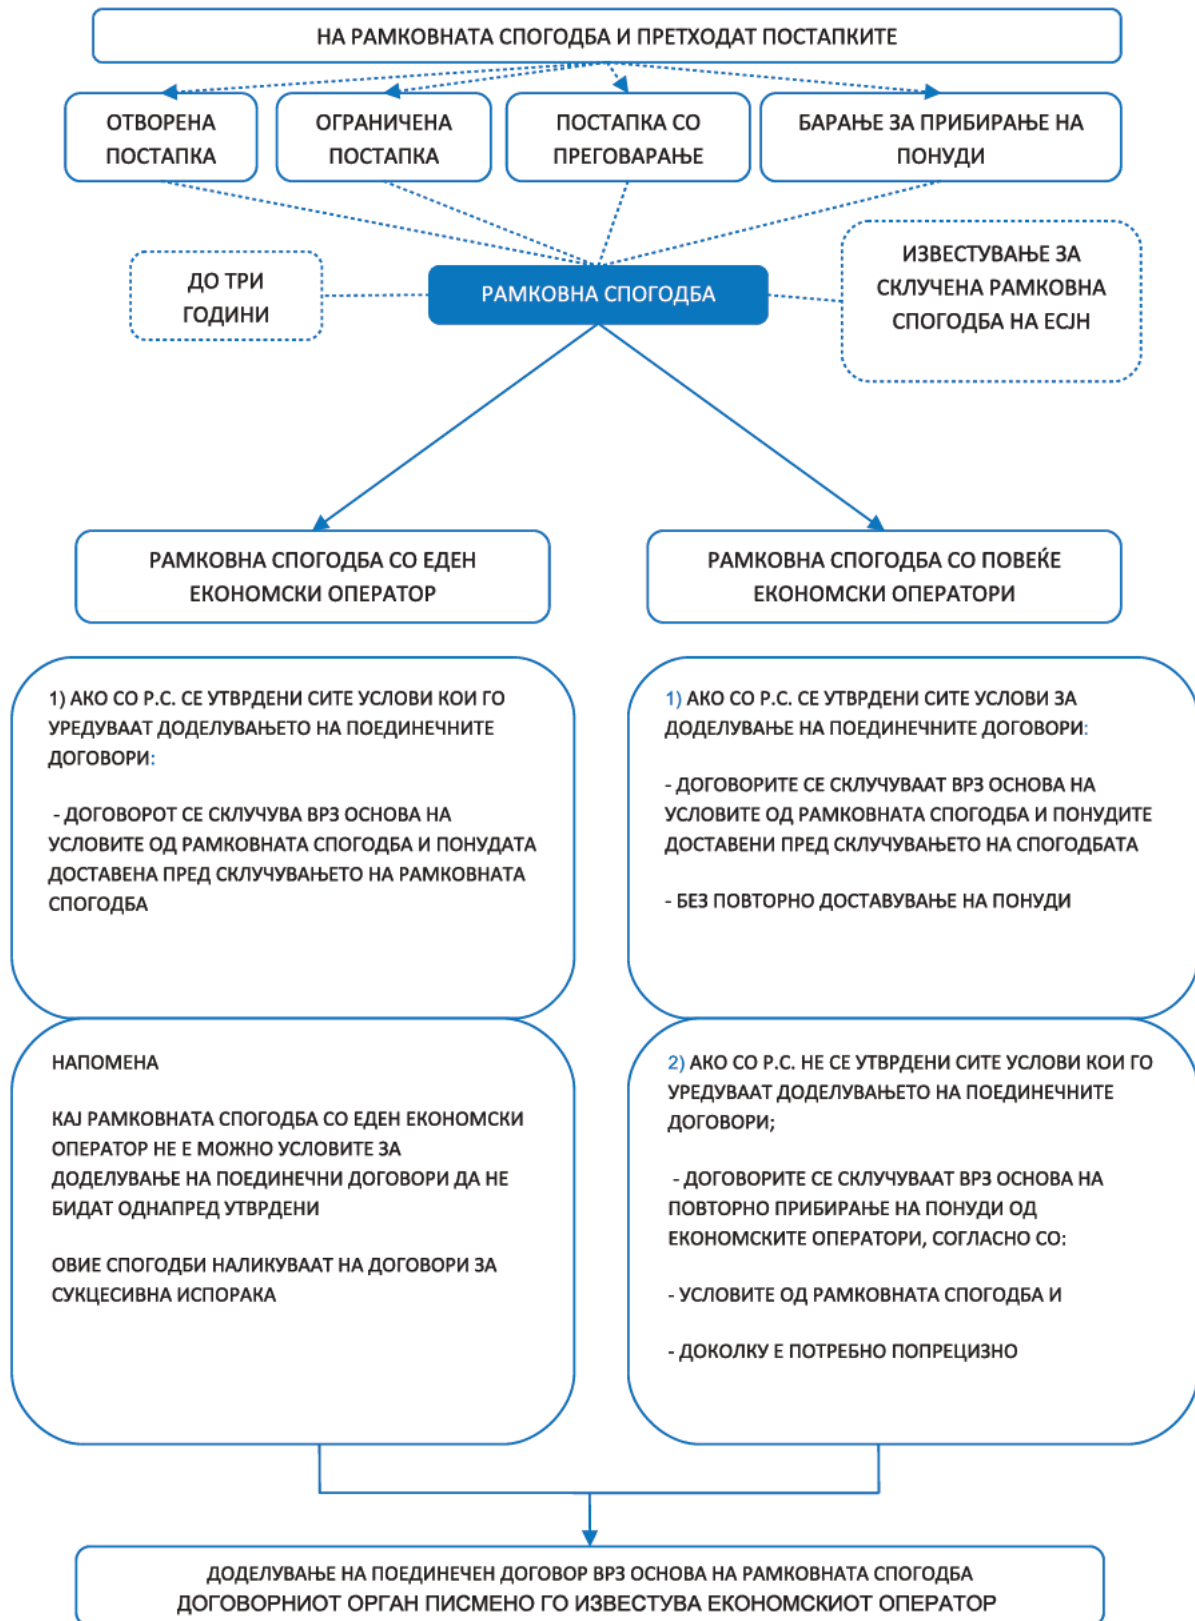 НА РАМКОВНАТА СПОГОДБА И ПРЕТХОДАТ ПОСТАПКИТЕ
ОТВОРЕНА
ПОСТАПКА
ОГРАНИЧЕНА
ПОСТАПКА
ПОСТАПКА СО
ПРЕГОВАРАЊЕ
БАРАЊЕ ЗА ПРИБИРАЊЕ НА
ПОНУДИ
ДО ТРИ
ГОДИНИ
РАМКОВНА СПОГОДБА
ИЗВЕСТУВАЊЕ ЗА
СКЛУЧЕНА РАМКОВНА
СПОГОДБА НА ЕСЈН
РАМКОВНА СПОГОДБА СО ЕДЕН
ЕКОНОМСКИ ОПЕРАТОР
РАМКОВНА СПОГОДБА СО ПОВЕЌЕ
ЕКОНОМСКИ ОПЕРАТОРИ
1) АКО СО Р.С. СЕ УТВРДЕНИ СИТЕ УСЛОВИ КОИ ГО
УРЕДУВААТ ДОДЕЛУВАЊЕТО НА ПОЕДИНЕЧНИТЕ
ДОГОВОРИ:
- ДОГОВОРОТ СЕ СКЛУЧУВА ВРЗ ОСНОВА НА
УСЛОВИТЕ ОД РАМКОВНАТА СПОГОДБА И ПОНУДАТА
ДОСТАВЕНА ПРЕД СКЛУЧУВАЊЕТО НА РАМКОВНАТА
СПОГОДБА
1) АКО СО Р.С. СЕ УТВРДЕНИ СИТЕ УСЛОВИ ЗА
ДОДЕЛУВАЊЕ НА ПОЕДИНЕЧНИТЕ ДОГОВОРИ:
- ДОГОВОРИТЕ СЕ СКЛУЧУВААТ ВРЗ ОСНОВА НА
УСЛОВИТЕ ОД РАМКОВНАТА СПОГОДБА И ПОНУДИТЕ
ДОСТАВЕНИ ПРЕД СКЛУЧУВАЊЕТО НА СПОГОДБАТА
- БЕЗ ПОВТОРНО ДОСТАВУВАЊЕ НА ПОНУДИ
НАПОМЕНА
КАЈ РАМКОВНАТА СПОГОДБА СО ЕДЕН ЕКОНОМСКИ
ОПЕРАТОР НЕ Е МОЖНО УСЛОВИТЕ ЗА
ДОДЕЛУВАЊЕ НА ПОЕДИНЕЧНИ ДОГОВОРИ ДА НЕ
БИДАТ ОДНАПРЕД УТВРДЕНИ
ОВИЕ СПОГОДБИ НАЛИКУВААТ НА ДОГОВОРИ ЗА
СУКЦЕСИВНА ИСПОРАКА
2) АКО СО Р.С. НЕ СЕ УТВРДЕНИ СИТЕ УСЛОВИ КОИ ГО
УРЕДУВААТ ДОДЕЛУВАЊЕТО НА ПОЕДИНЕЧНИТЕ
ДОГОВОРИ;
- ДОГОВОРИТЕ СЕ СКЛУЧУВААТ ВРЗ ОСНОВА НА
ПОВТОРНО ПРИБИРАЊЕ НА ПОНУДИ ОД
ЕКОНОМСКИТЕ ОПЕРАТОРИ, СОГЛАСНО СО:
- УСЛОВИТЕ ОД РАМКОВНАТА СПОГОДБА И
- ДОКОЛКУ Е ПОТРЕБНО ПОПРЕЦИЗНО
ДОДЕЛУВАЊЕ НА ПОЕДИНЕЧЕН ДОГОВОР ВРЗ ОСНОВА НА РАМКОВНАТА СПОГОДБА
ДОГОВОРНИОТ ОРГАН ПИСМЕНО ГО ИЗВЕСТУВА ЕКОНОМСКИОТ ОПЕРАТОР